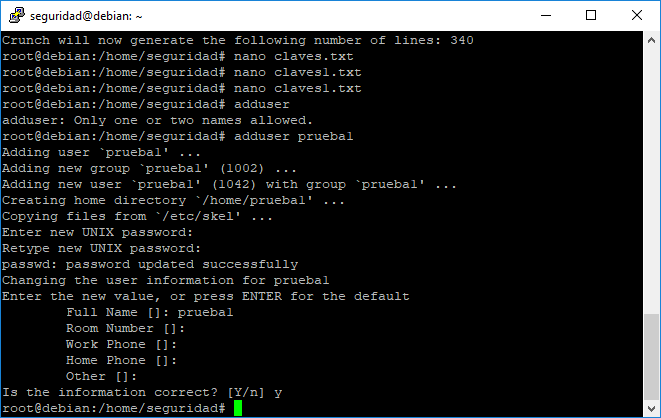 seguridad@debian: ~
Crunch will now generate the following number of lines: 340
root@debian:/home/seguridad# nano claves.txt
root@debian:/home/seguridad# nano claves1.txt
root@debian:/home/seguridad# nano claves1.txt
root@debian:/home/seguridad# adduser
adduser: Only one or two names allowed.
root@debian:/home/seguridad# adduser prueba1
Adding user `prueba1' ...
Adding new group `prueba1' (1002) ...
Adding new user `prueba1' (1042) with group `prueba1' ...
Creating home directory `/home/prueba1' ...
Copying files from `/etc/skel' ...
Enter new UNIX password:
Retype new UNIX password:
passwd: password updated successfully
Changing the user information for prueba1
Enter the new value, or press ENTER for the default
        Full Name []: prueba1
        Room Number []:
        Work Phone []:
        Home Phone []:
        Other []:
Is the information correct? [Y/n] y
root@debian:/home/seguridad#